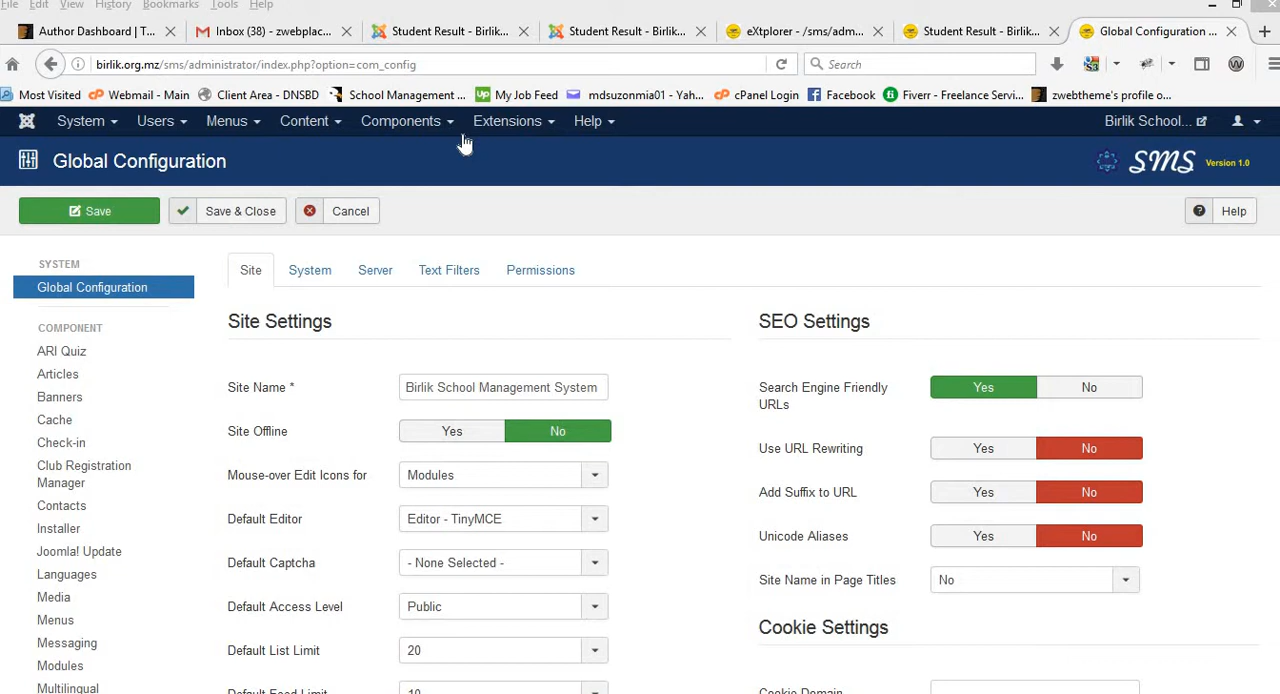 File Edit View History Bookmarks Tools Help
Author Dashboard | T...
Inbox (38) - zwebplac...
Student Result - Birlik...
Student Result - Birlik...
eXtplorer - /sms/adm...
Student Result - Birlik...
Global Configuration ...
birlik.org.mz/sms/administrator/index.php?option=com_config
Search
Most Visited
Webmail - Main
Client Area - DNSBD
School Management ...
My Job Feed
mdsuzonmia01 - Yah...
cPanel Login
Facebook
Fiverr - Freelance Servi...
zwebtheme's profile o...
System Users Menus Content Components Extensions Help
Birlik School...
Global Configuration
SMS Version 1.0
Save
Save & Close
Cancel
Help
SYSTEM
Global Configuration
COMPONENT
ARI Quiz
Articles
Banners
Cache
Check-in
Club Registration
Manager
Contacts
Installer
Joomla! Update
Languages
Media
Menus
Messaging
Modules
Multilingual
Site System Server Text Filters Permissions
Site Settings
Site Name * Birlik School Management System
Site Offline Yes No
Mouse-over Edit Icons for Modules
Default Editor Editor - TinyMCE
Default Captcha - None Selected -
Default Access Level Public
Default List Limit 20
Default Feed Limit 10
SEO Settings
Search Engine Friendly
URLs Yes No
Use URL Rewriting Yes No
Add Suffix to URL Yes No
Unicode Aliases Yes No
Site Name in Page Titles No
Cookie Settings
Cookie Domain